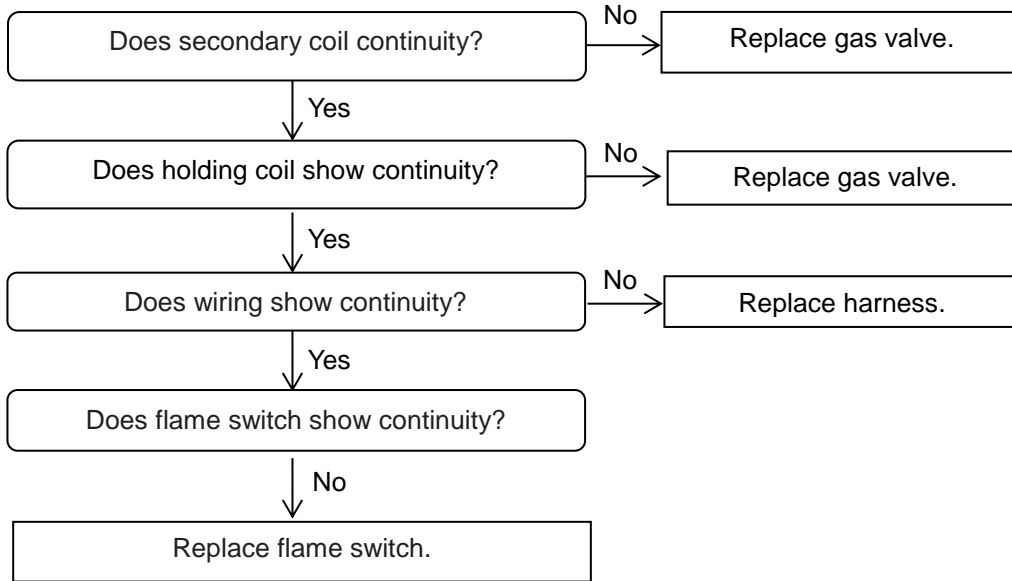 Does secondary coil continuity?
No
Replace gas valve.
Yes
Does holding coil show continuity?
No
Replace gas valve.
Yes
Does wiring show continuity?
No
Replace harness.
Yes
Does flame switch show continuity?
No
Replace flame switch.